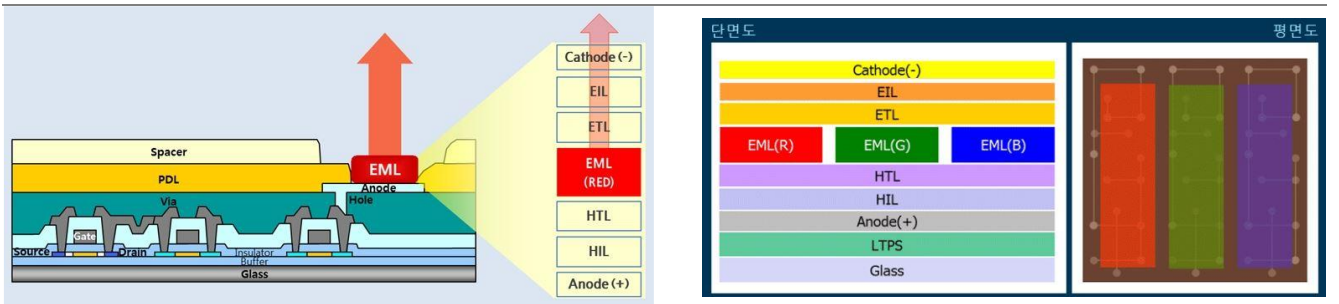 Cathode (-)
EIL
ETL
EML
(RED)
HTL
HIL
Anode (+)
Spacer
PDL
EML
Anode
Via
Hole
Gate
Source
Drain
Insulator
Buffer
Glass
단면도
평면도
Cathode(-)
EIL
ETL
EML(R)
EML(G)
EML(B)
HTL
HIL
Anode(+)
LTPS
Glass